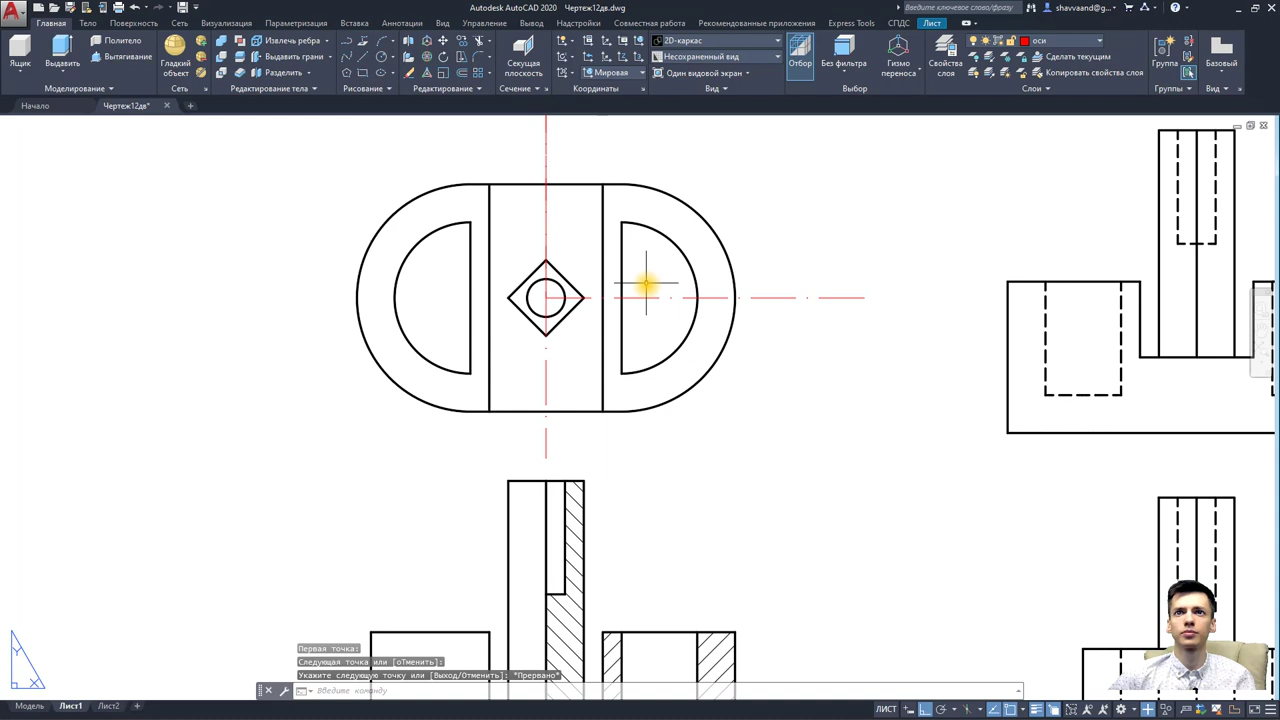 Autodesk AutoCAD 2020 Чертеж12дв.dwg
Введите ключевое слово/фразу
shavvaand@g...
Главная Тело Поверхность Сеть Визуализация Параметризация Вставка Аннотации Вид Управление Вывод Надстройки Совместная работа Рекомендованные приложения Express Tools СПДС Лист
Ящик
Выдавить
Политело
Вытягивание
Гладкий объект
Извлечь ребра
Выдавить грани
Разделить
Секущая плоскость
Мировая
2D-каркас
Несохраненный вид
Один видовой экран
Отбор
Без фильтра
Гизмо переноса
Свойства слоя
оси
Сделать текущим
Копировать свойства слоя
Группа
Базовый
Моделирование Сеть Редактирование тела Рисование Редактирование Сечение Координаты Вид Выбор Слои Группы Вид
Начало Чертеж12дв*
Первая точка:
Следующая точка или [оТменить]:
Укажите следующую точку или [Выход/Отменить]: *Прервано*
Введите команду
Y
X
Модель Лист1 Лист2
ЛИСТ